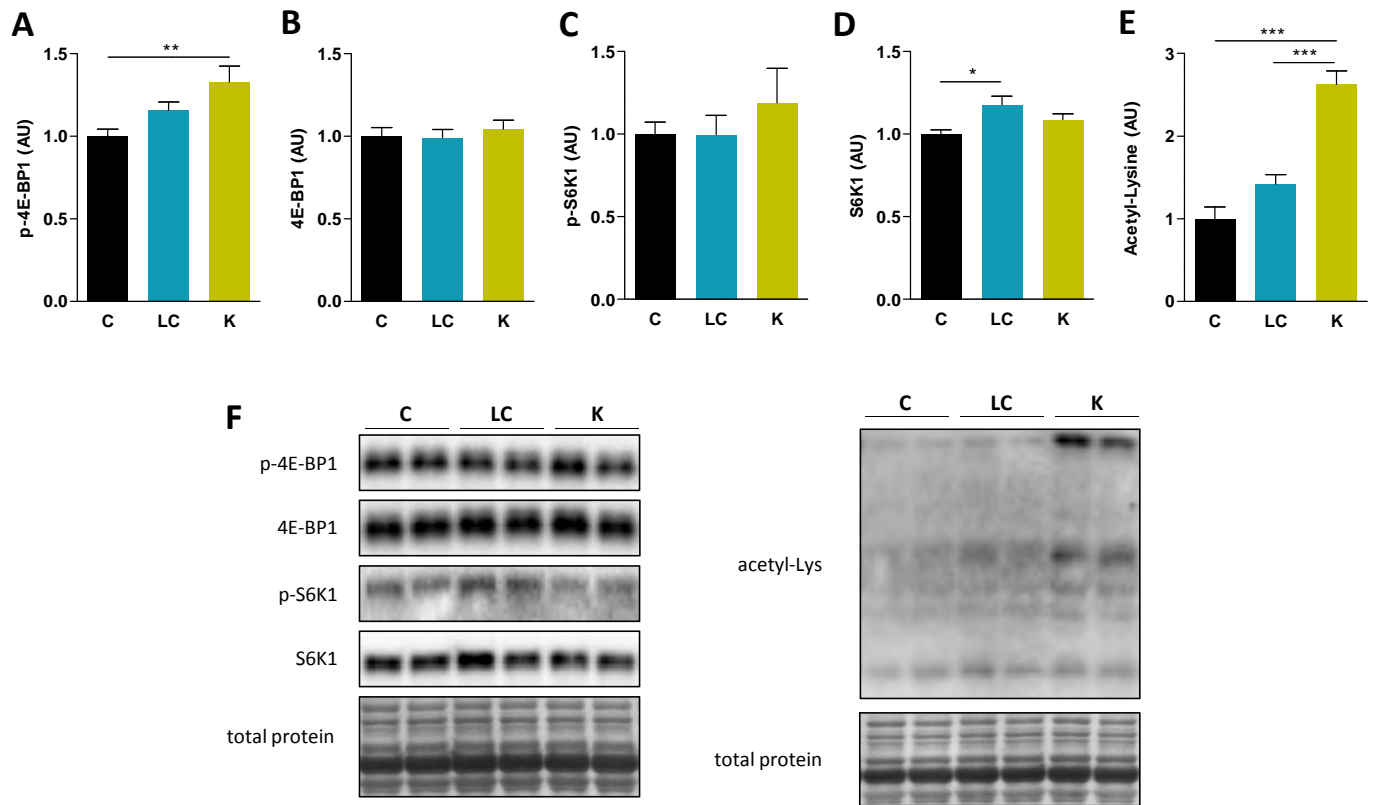 A
p-4E-BP1 (AU)
1.5
1.0
0.5
0.0
**
C LC K
B
4E-BP1 (AU)
1.5
1.0
0.5
0.0
C LC K
C
p-S6K1 (AU)
1.5
1.0
0.5
0.0
C LC K
D
S6K1 (AU)
1.5
1.0
0.5
0.0
*
C LC K
E
Acetyl-Lysine (AU)
3
2
1
0
***
***
C LC K
F
C LC K
p-4E-BP1
4E-BP1
p-S6K1
S6K1
total protein
C LC K
acetyl-Lys
total protein